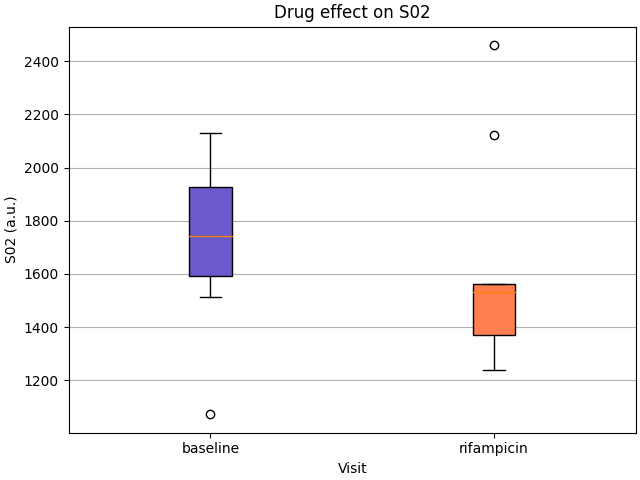 Drug effect on S02
2400
2200
2000
1800
1600
1400
1200
S02 (a.u.)
baseline
rifampicin
Visit